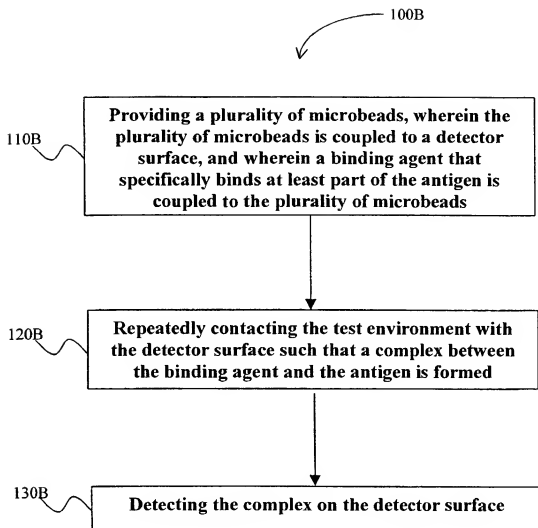 100B
110B
Providing a plurality of microbeads, wherein the
plurality of microbeads is coupled to a detector
surface, and wherein a binding agent that
specifically binds at least part of the antigen is
coupled to the plurality of microbeads
120B
Repeatedly contacting the test environment with
the detector surface such that a complex between
the binding agent and the antigen is formed
130B
Detecting the complex on the detector surface